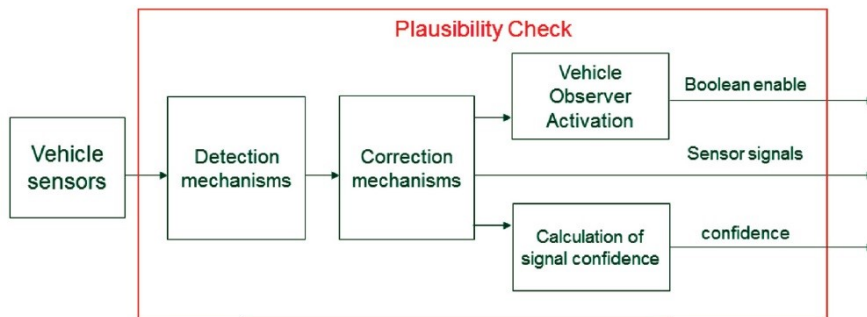 Plausibility Check
Vehicle
sensors
Detection
mechanisms
Correction
mechanisms
Vehicle
Observer
Activation
Boolean enable
Sensor signals
Calculation of
signal confidence
confidence